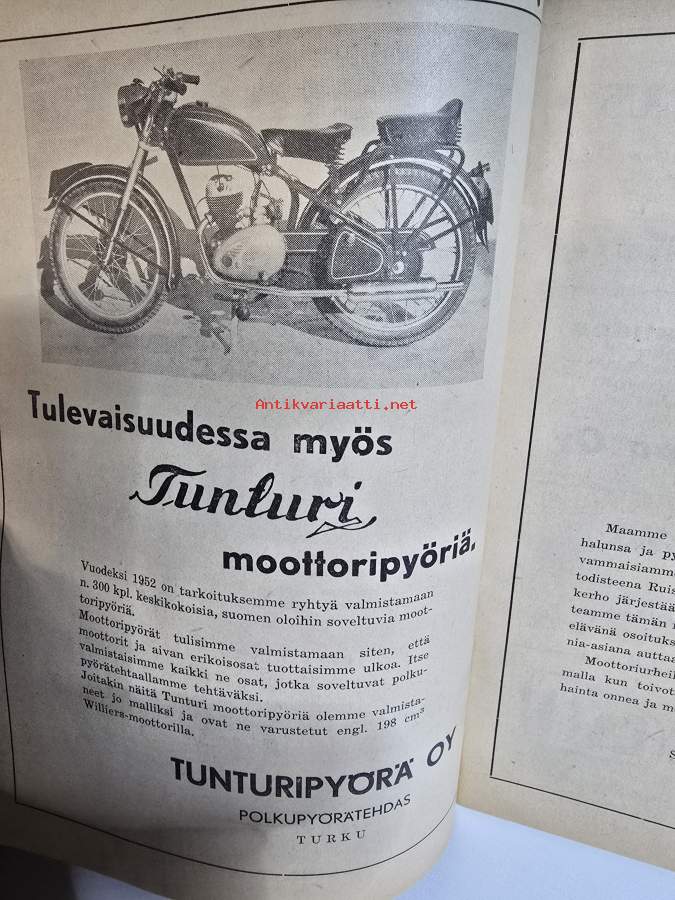 Antikvariaatti.net
Tulevaisuudessa myös
Tunturi
moottoripyöriä.
Vuodeksi 1952 on tarkoituksemme ryhtyä valmistamaan
n. 300 kpl. keskikokoisia, suomen oloihin soveltuvia moot-
toripyöriä.
Moottoripyörät tulisimme valmistamaan siten, että
moottorit ja aivan erikoisosat tuottaisimme ulkoa. Itse
valmistaisimme kaikki ne osat, jotka soveltuvat polku-
pyörätehtaallamme tehtäväksi.
Joitakin näitä Tunturi moottoripyöriä olemme valmista-
neet jo malliksi ja ovat ne varustetut engl. 198 cm³
Williers-moottorilla.
TUNTURIPYÖRÄ OY
POLKUPYÖRÄTEHDAS
TURKU
Maamme
halunsa ja py
vammaisiamme
todisteena Ruis
kerho järjestää
teamme tämän
elävänä osoituks
nia-asiana auttaa
Moottoriurheil
malla kun toivott
hainta onnea ja m